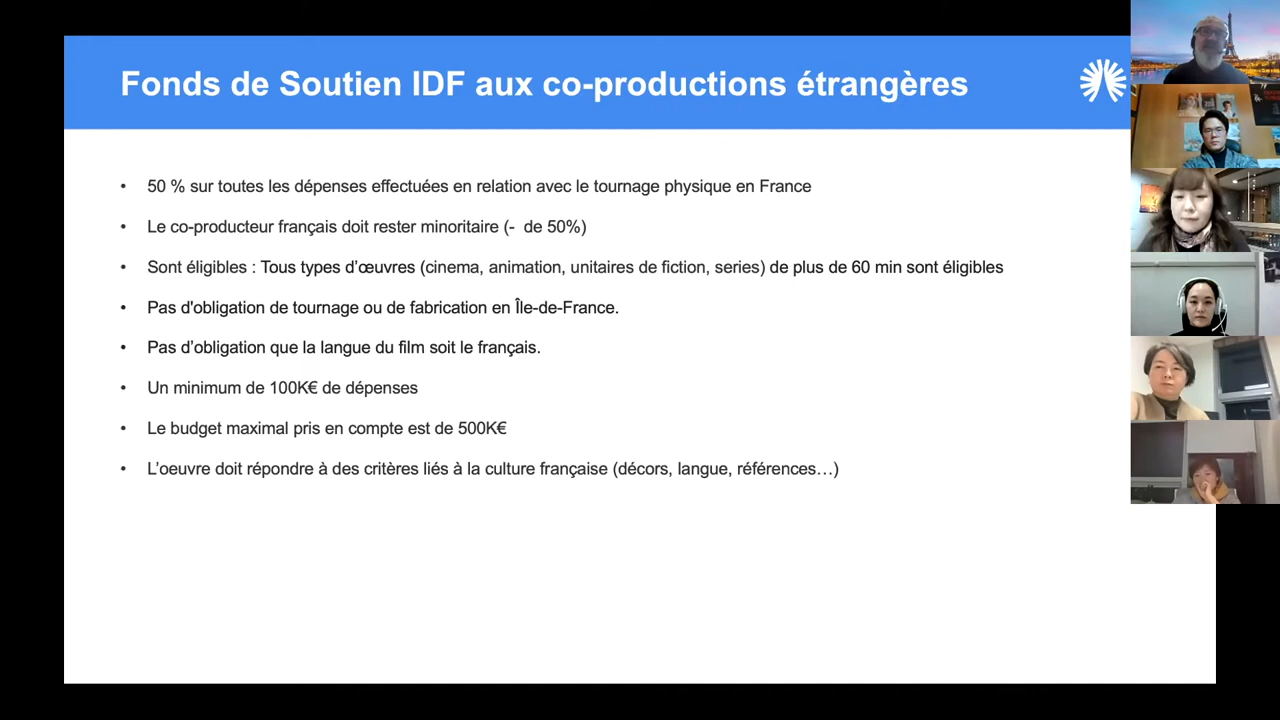 Fonds de Soutien IDF aux co-productions étrangères
• 50 % sur toutes les dépenses effectuées en relation avec le tournage physique en France
• Le co-producteur français doit rester minoritaire (-  de 50%)
• Sont éligibles : Tous types d’œuvres (cinema, animation, unitaires de fiction, series) de plus de 60 min sont éligibles
• Pas d'obligation de tournage ou de fabrication en Île-de-France.
• Pas d’obligation que la langue du film soit le français.
• Un minimum de 100K€ de dépenses
• Le budget maximal pris en compte est de 500K€
• L’oeuvre doit répondre à des critères liés à la culture française (décors, langue, références…)